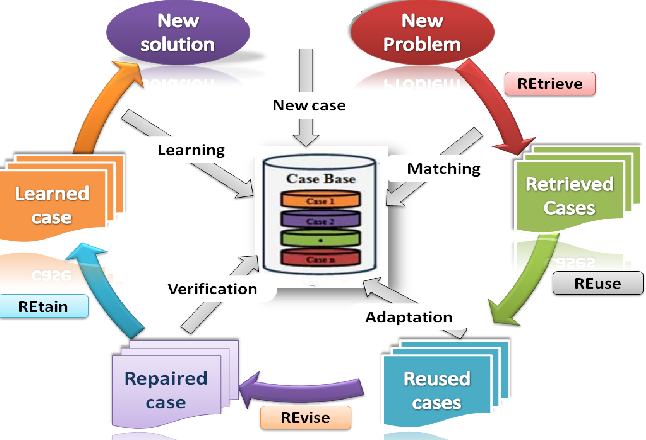 New
solution
New
Problem
REtrieve
New case
Learning
Matching
Case Base
Case 1
Case 2
Case n
Learned
case
Retrieved
Cases
REuse
Verification
REtain
Adaptation
Repaired
case
Reused
cases
REvise